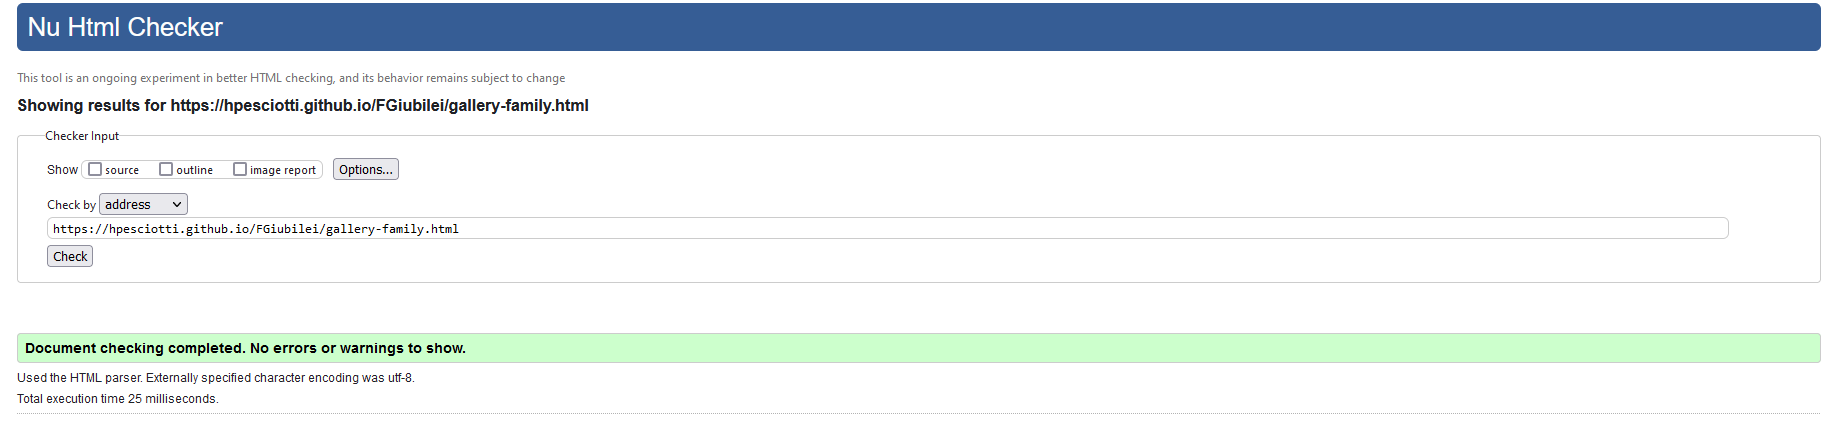 Nu Html Checker
This tool is an ongoing experiment in better HTML checking, and its behavior remains subject to change
Showing results for https://hpesciotti.github.io/FGiubilei/gallery-family.html
Checker Input
Show source outline image report Options...
Check by address
https://hpesciotti.github.io/FGiubilei/gallery-family.html
Check
Document checking completed. No errors or warnings to show.
Used the HTML parser. Externally specified character encoding was utf-8.
Total execution time 25 milliseconds.